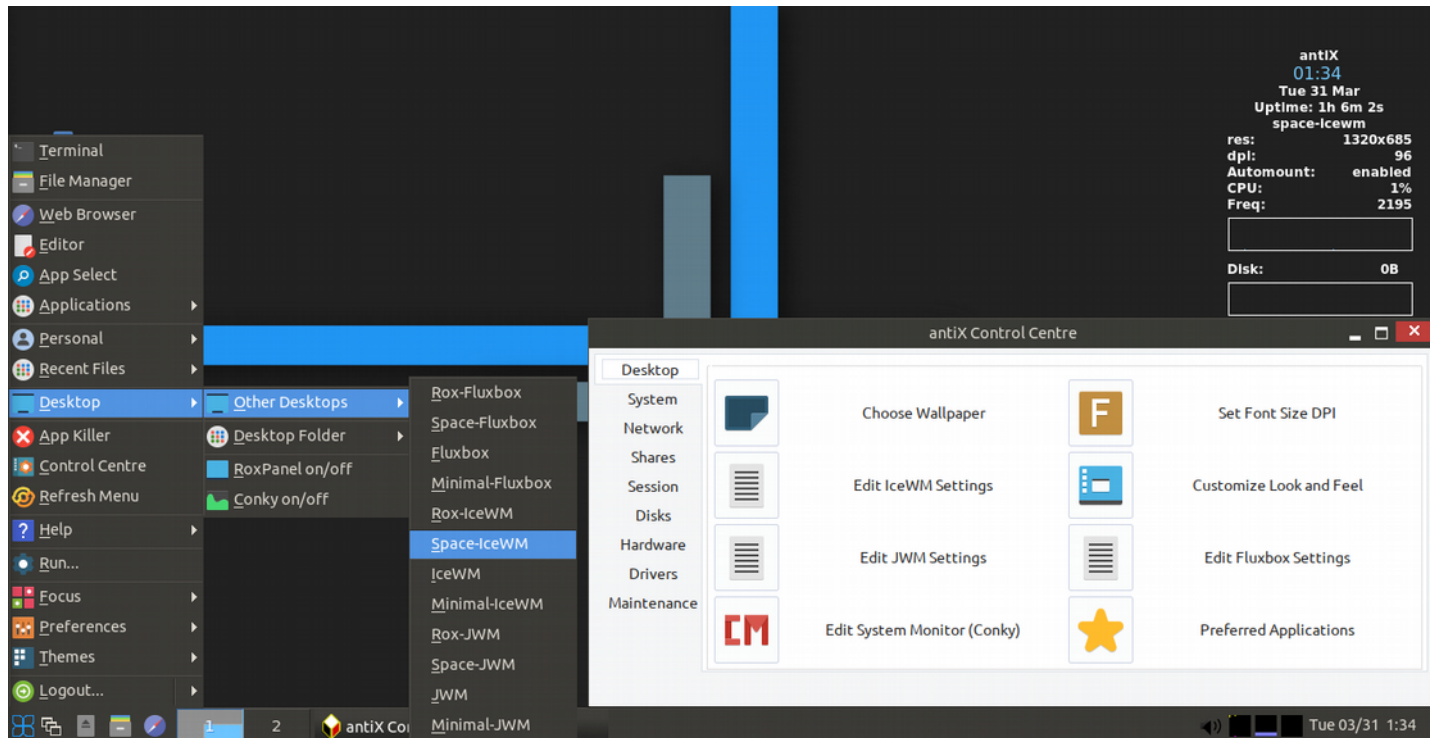 antiX
01:34
Tue 31 Mar
Uptime: 1h 6m 2s
space-icewm
res: 1320x685
dpi: 96
Automount: enabled
CPU: 1%
Freq: 2195
Disk: 0B
Terminal
File Manager
Web Browser
Editor
App Select
Applications
Personal
Recent Files
Desktop
App Killer
Control Centre
Refresh Menu
Help
Run...
Focus
Preferences
Themes
Logout...
Other Desktops
Desktop Folder
RoxPanel on/off
Conky on/off
Rox-Fluxbox
Space-Fluxbox
Fluxbox
Minimal-Fluxbox
Rox-IceWM
Space-IceWM
IceWM
Minimal-IceWM
Rox-JWM
Space-JWM
JWM
Minimal-JWM
antiX Control Centre
Desktop
System
Network
Shares
Session
Disks
Hardware
Drivers
Maintenance
Choose Wallpaper
Set Font Size DPI
Edit IceWM Settings
Customize Look and Feel
Edit JWM Settings
Edit Fluxbox Settings
Edit System Monitor (Conky)
Preferred Applications
1
2
antiX Co
Tue 03/31 1:34